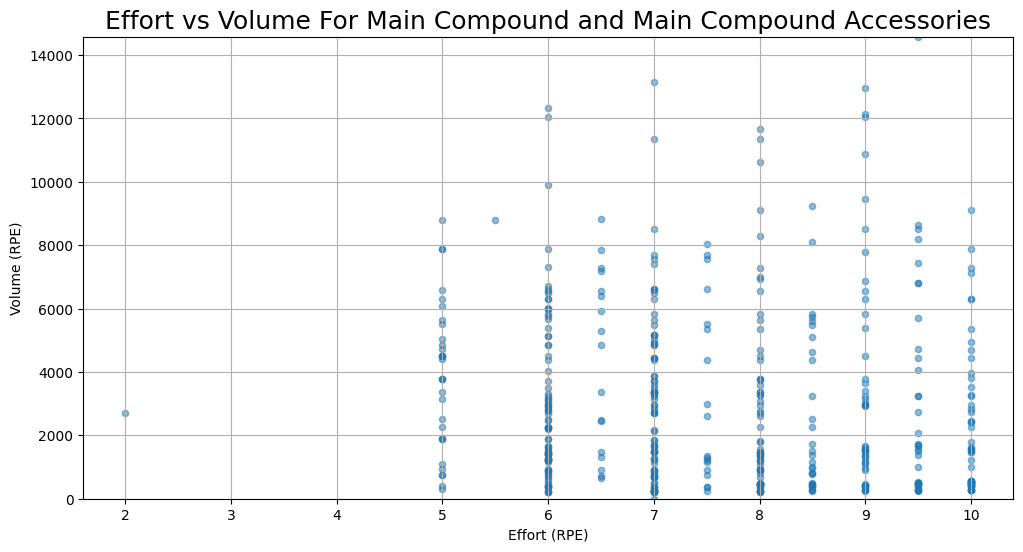 Effort vs Volume For Main Compound and Main Compound Accessories
14000
12000
10000
8000
6000
4000
2000
0
Volume (RPE)
2 3 4 5 6 7 8 9 10
Effort (RPE)